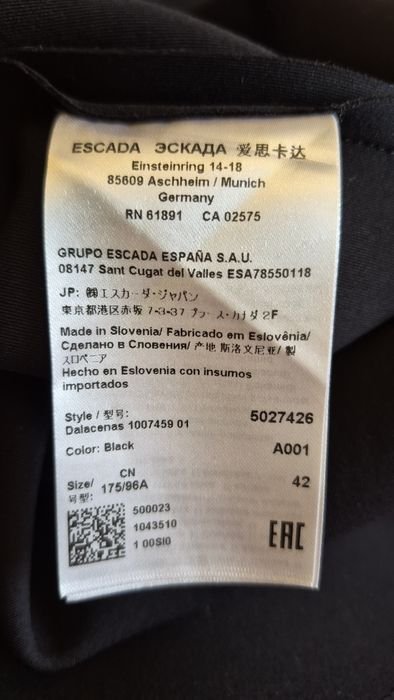 ESCADA ЭСКАДА 爱思卡达
Einsteinring 14-18
85609 Aschheim / Munich
Germany
RN 61891 CA 02575
GRUPO ESCADA ESPAÑA S.A.U.
08147 Sant Cugat del Valles ESA78550118
JP: ㈱エスカーダ・ジャパン
東京都港区赤坂 7-3-37 プラース・カナダ 2F
Made in Slovenia/ Fabricado em Eslovênia/
Сделано в Словении/ 产地 斯洛文尼亚/ 製
スロベニア
Hecho en Eslovenia con insumos
importados
Style / 型号: 5027426
Dalacenas 1007459 01
Color: Black A001
CN
Size/ 175/96A 42
号型:
500023
1043510
1 00SI0
EAC